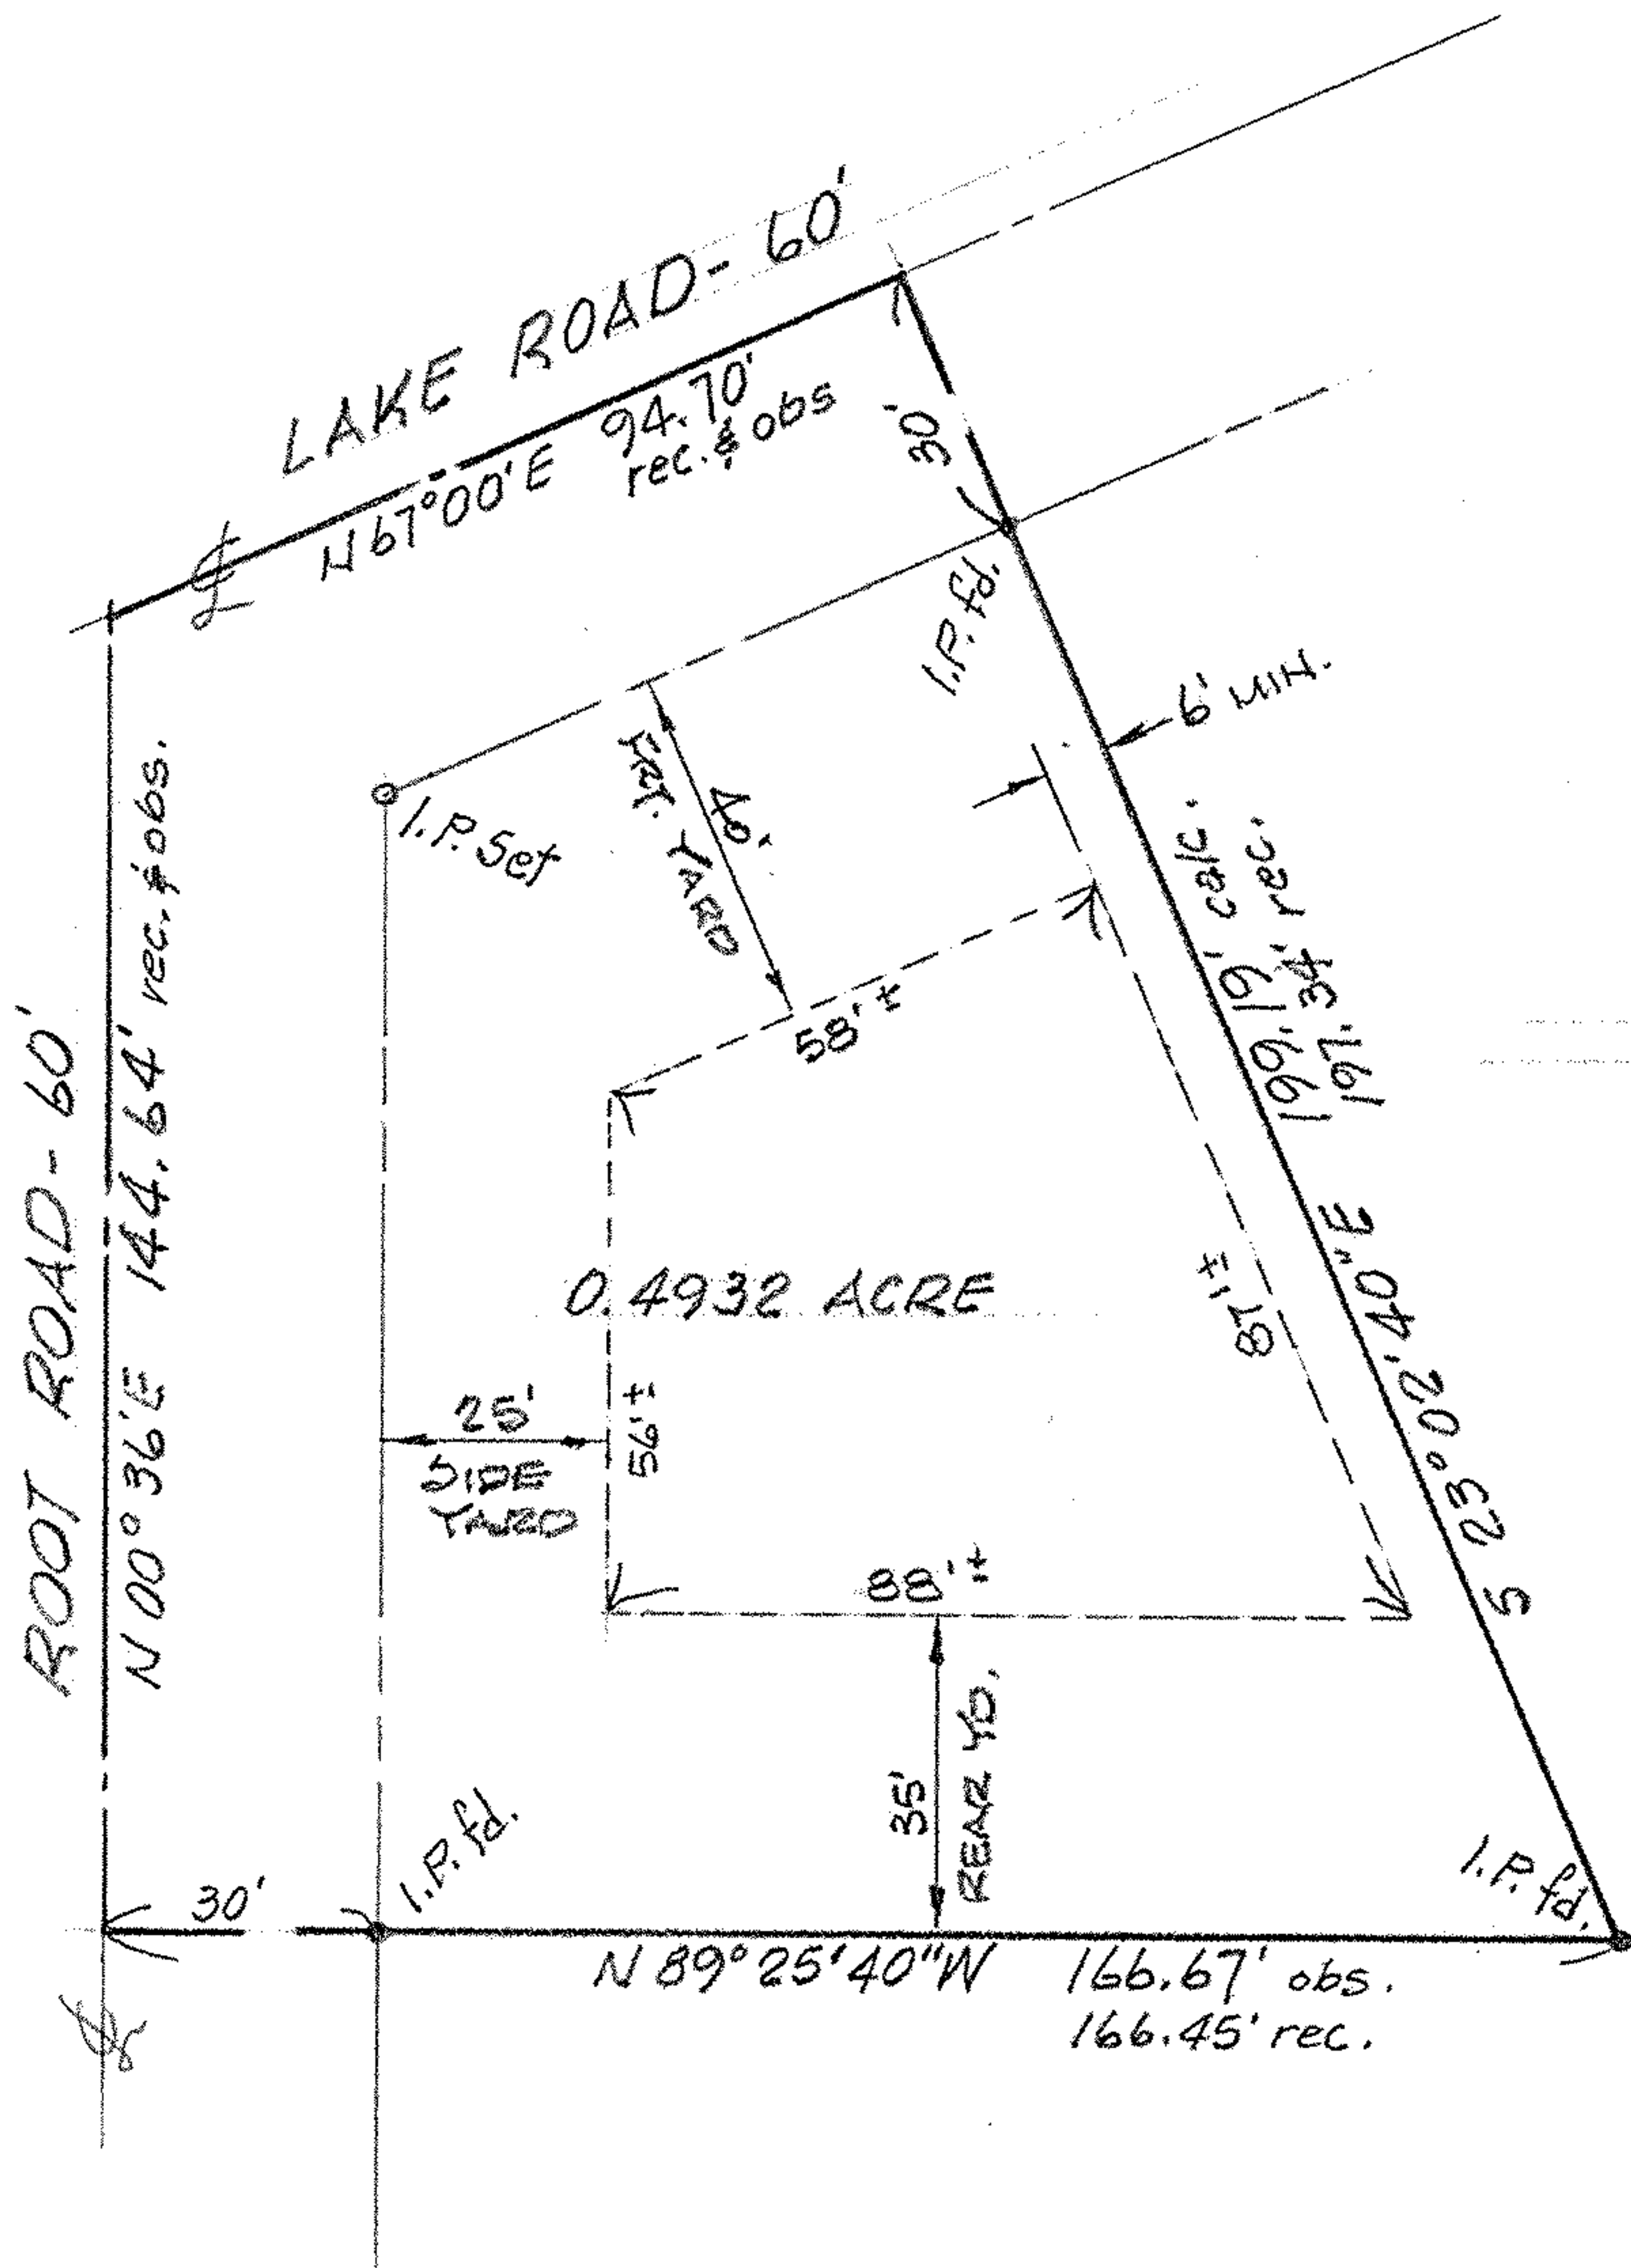 LAKE ROAD - 60'
N 67°00' E 94.70'
rec. & obs
℄
30'
I.P. fd.
6' MIN.
I.P. Set
40'
FRT. YARD
58' ±
199.19' calc.
197.34' rec.
S 23°02'40" E
87' ±
ROOT ROAD - 60'
N 00°36' E 144.64' rec. & obs.
0.4932 ACRE
25'
SIDE
YARD
56' ±
88' ±
35'
REAR YD.
30'
I.P. fd.
I.P. fd.
N 89°25'40" W 166.67' obs.
166.45' rec.
℄